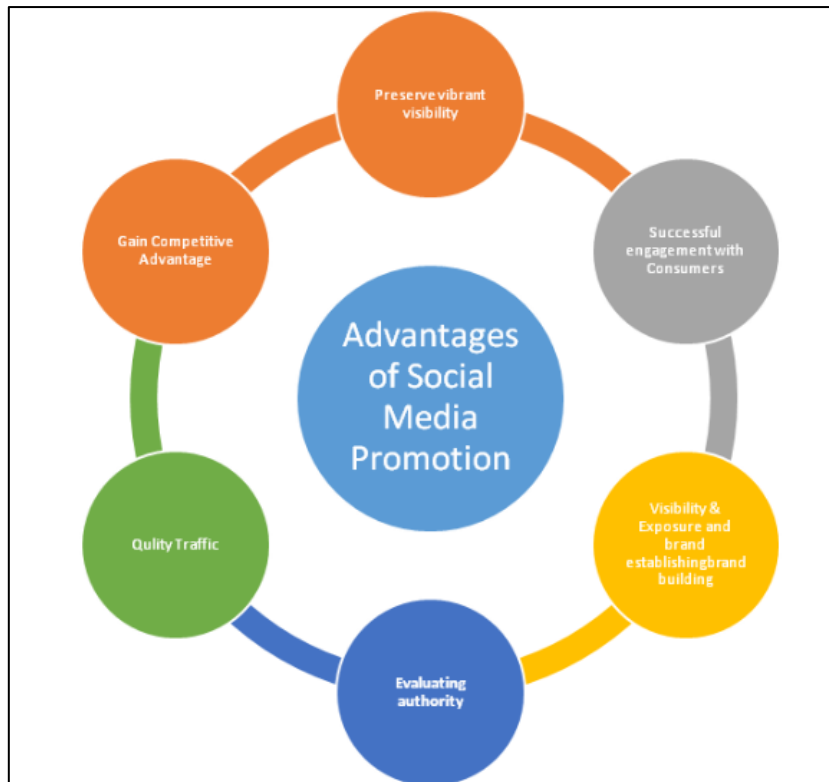 Preserve vibrant
visibility
Successful
engagement with
Consumers
Gain Competitive
Advantage
Advantages
of Social
Media
Promotion
Visibility &
Exposure and
brand
establishingbrand
building
Qulity Traffic
Evaluating
authority